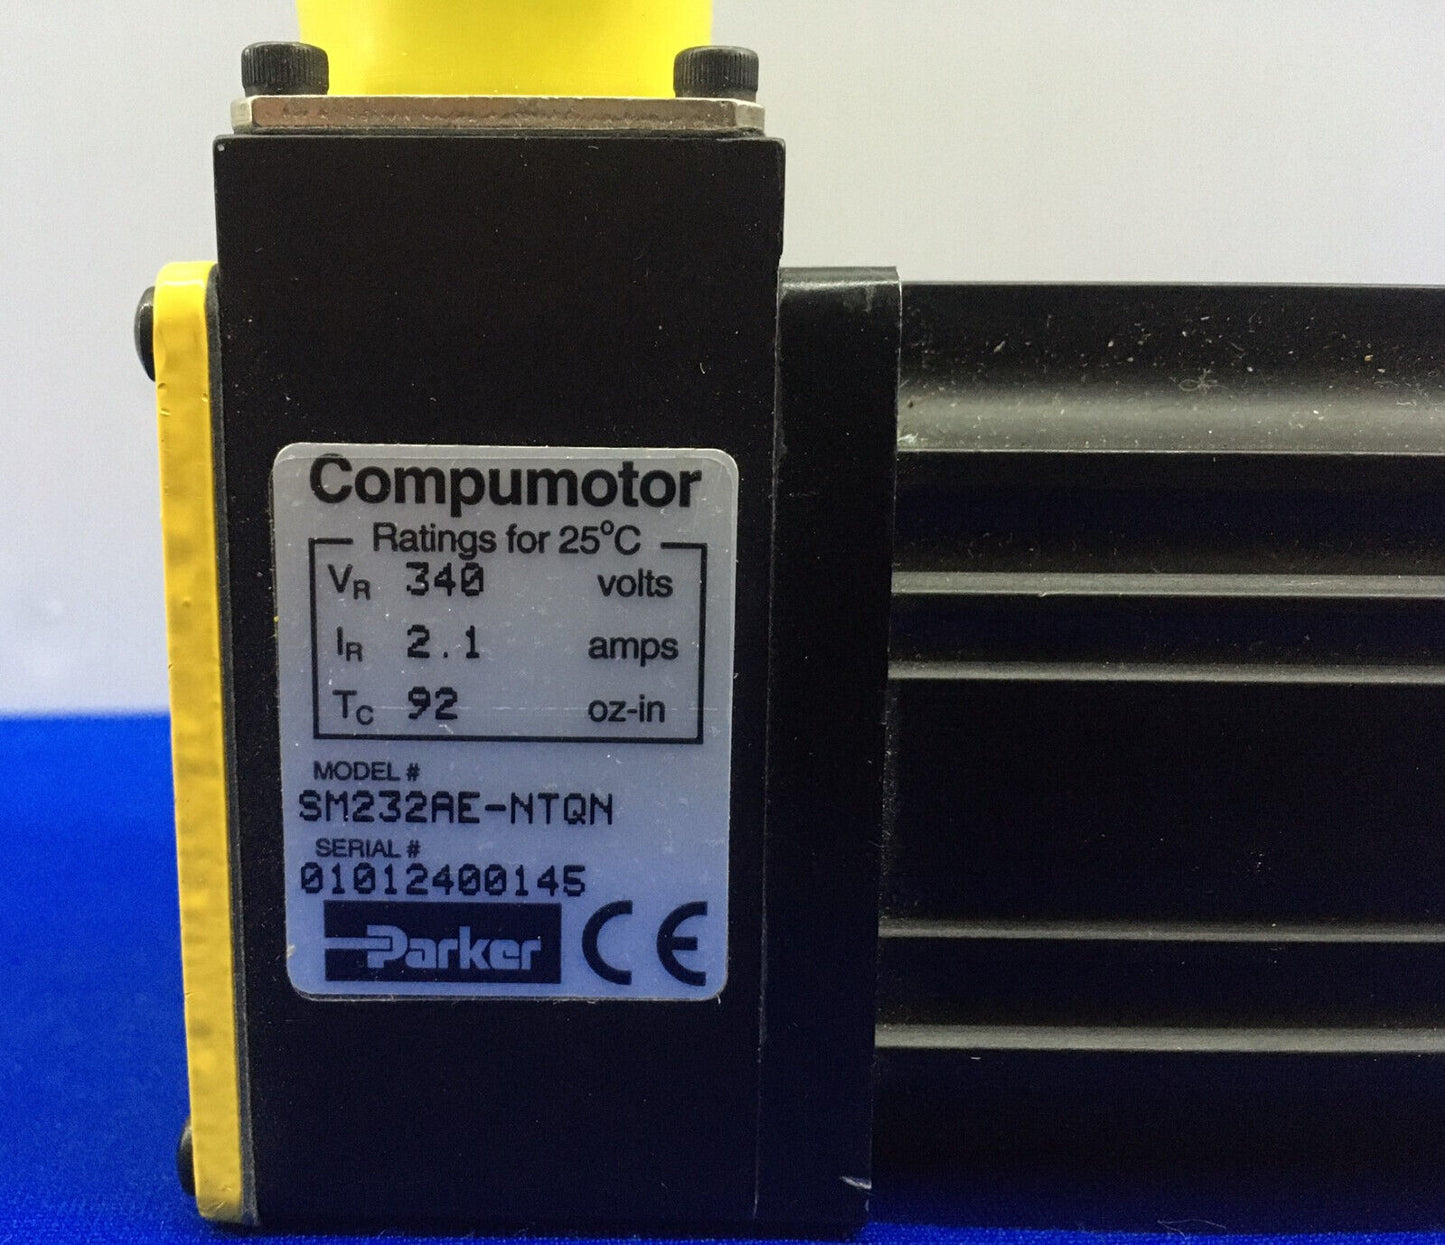 Compumotor
Ratings for 25°C
VR 340 volts
IR 2.1 amps
TC 92 oz-in
MODEL #
SM232AE-NTQN
SERIAL #
01012400145
Parker CE